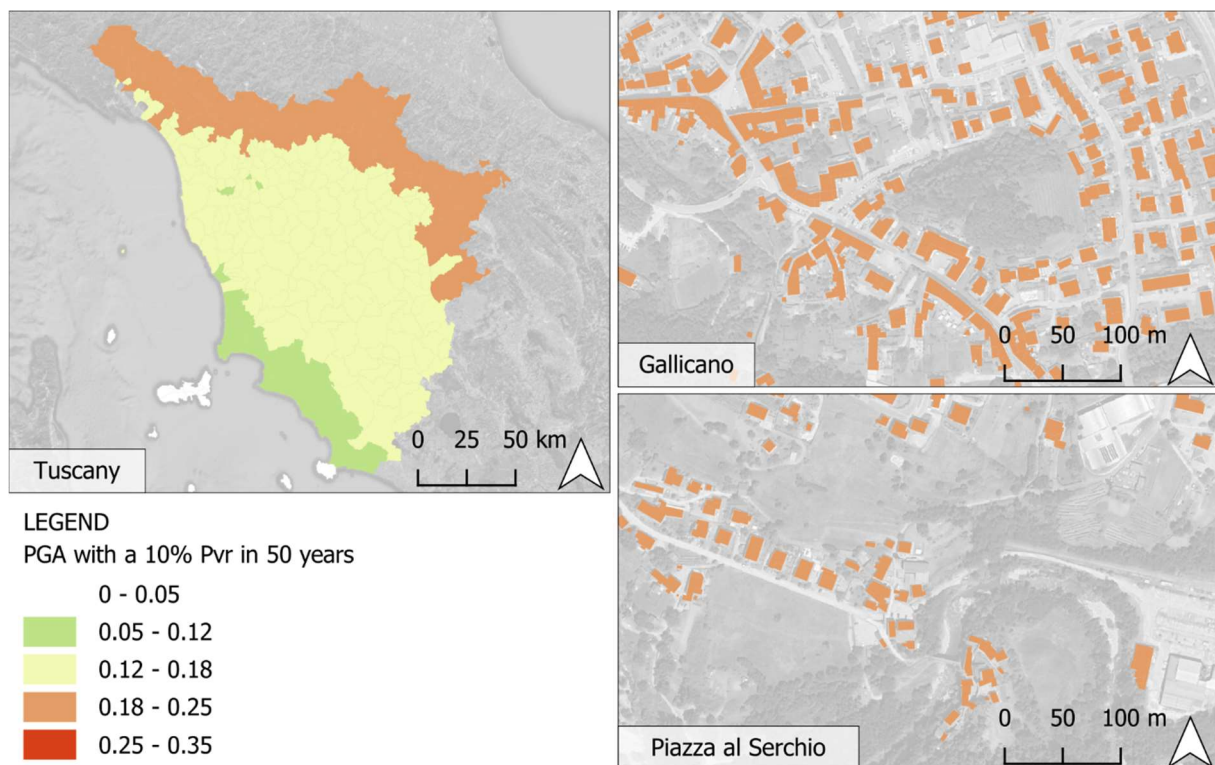 0 25 50 km
Tuscany
0 50 100 m
Gallicano
0 50 100 m
Piazza al Serchio
LEGEND
PGA with a 10% Pvr in 50 years
0 - 0.05
0.05 - 0.12
0.12 - 0.18
0.18 - 0.25
0.25 - 0.35